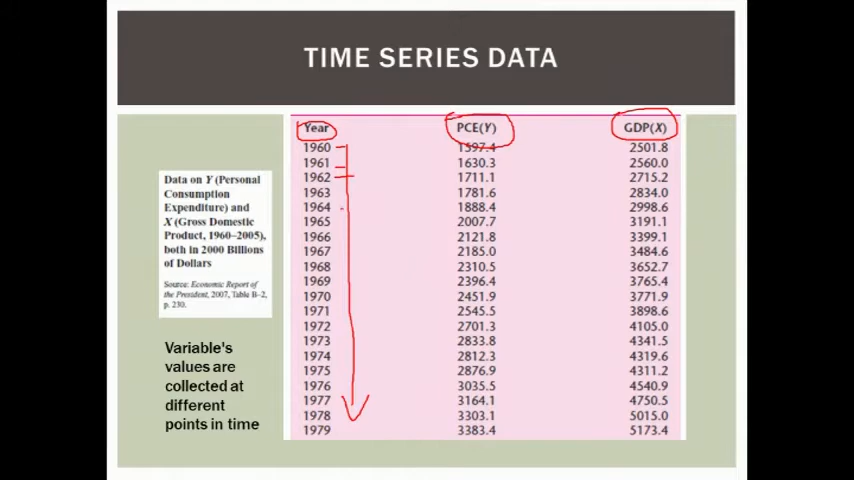 TIME SERIES DATA
Data on Y (Personal
Consumption
Expenditure) and
X (Gross Domestic
Product, 1960–2005),
both in 2000 Billions
of Dollars
Source: Economic Report of
the President, 2007, Table B–2,
p. 230.
Variable's
values are
collected at
different
points in time
Year PCE(Y) GDP(X)
1960 1597.4 2501.8
1961 1630.3 2560.0
1962 1711.1 2715.2
1963 1781.6 2834.0
1964 1888.4 2998.6
1965 2007.7 3191.1
1966 2121.8 3399.1
1967 2185.0 3484.6
1968 2310.5 3652.7
1969 2396.4 3765.4
1970 2451.9 3771.9
1971 2545.5 3898.6
1972 2701.3 4105.0
1973 2833.8 4341.5
1974 2812.3 4319.6
1975 2876.9 4311.2
1976 3035.5 4540.9
1977 3164.1 4750.5
1978 3303.1 5015.0
1979 3383.4 5173.4